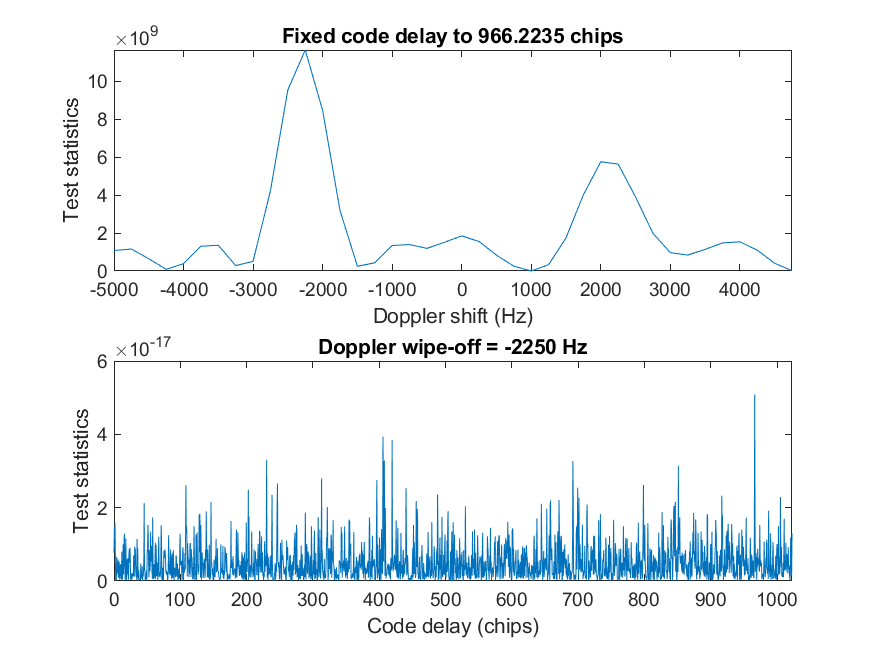 ×10^9
Fixed code delay to 966.2235 chips
Test statistics
10
8
6
4
2
0
-5000 -4000 -3000 -2000 -1000 0 1000 2000 3000 4000
Doppler shift (Hz)
×10^-17
Doppler wipe-off = -2250 Hz
Test statistics
6
4
2
0
0 100 200 300 400 500 600 700 800 900 1000
Code delay (chips)